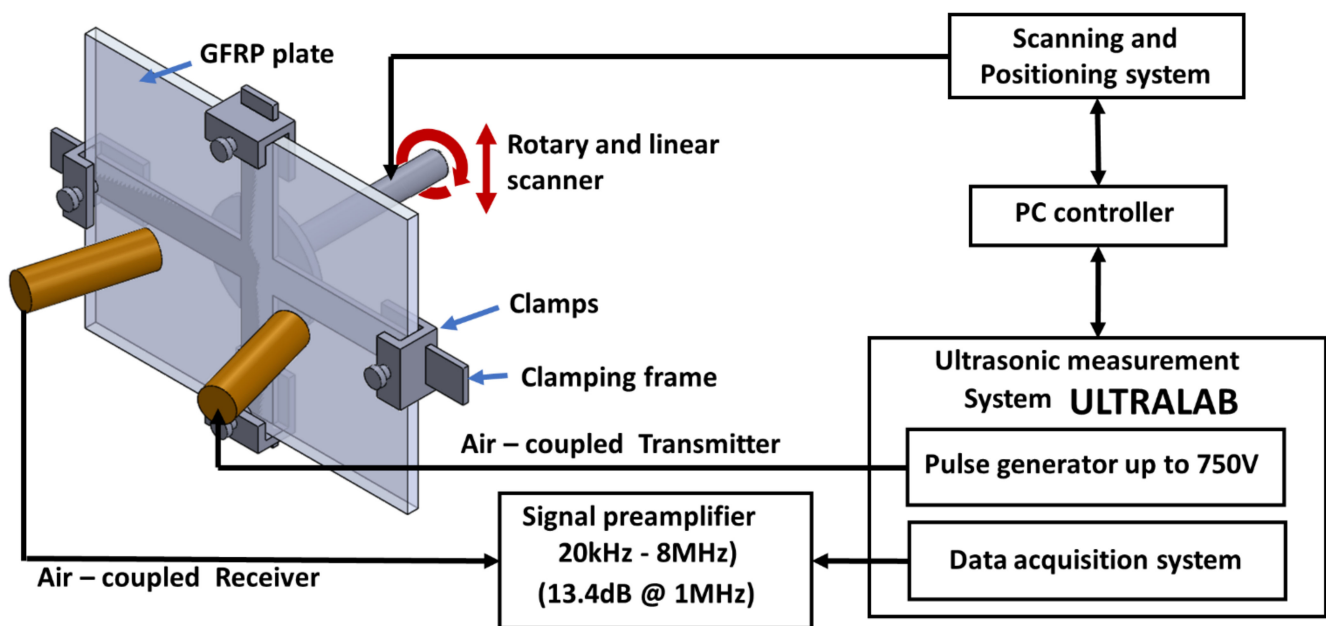 GFRP plate
Scanning and
Positioning system
Rotary and linear
scanner
PC controller
Clamps
Clamping frame
Ultrasonic measurement
System ULTRALAB
Air – coupled Transmitter
Pulse generator up to 750V
Signal preamplifier
20kHz - 8MHz)
(13.4dB @ 1MHz)
Data acquisition system
Air – coupled Receiver